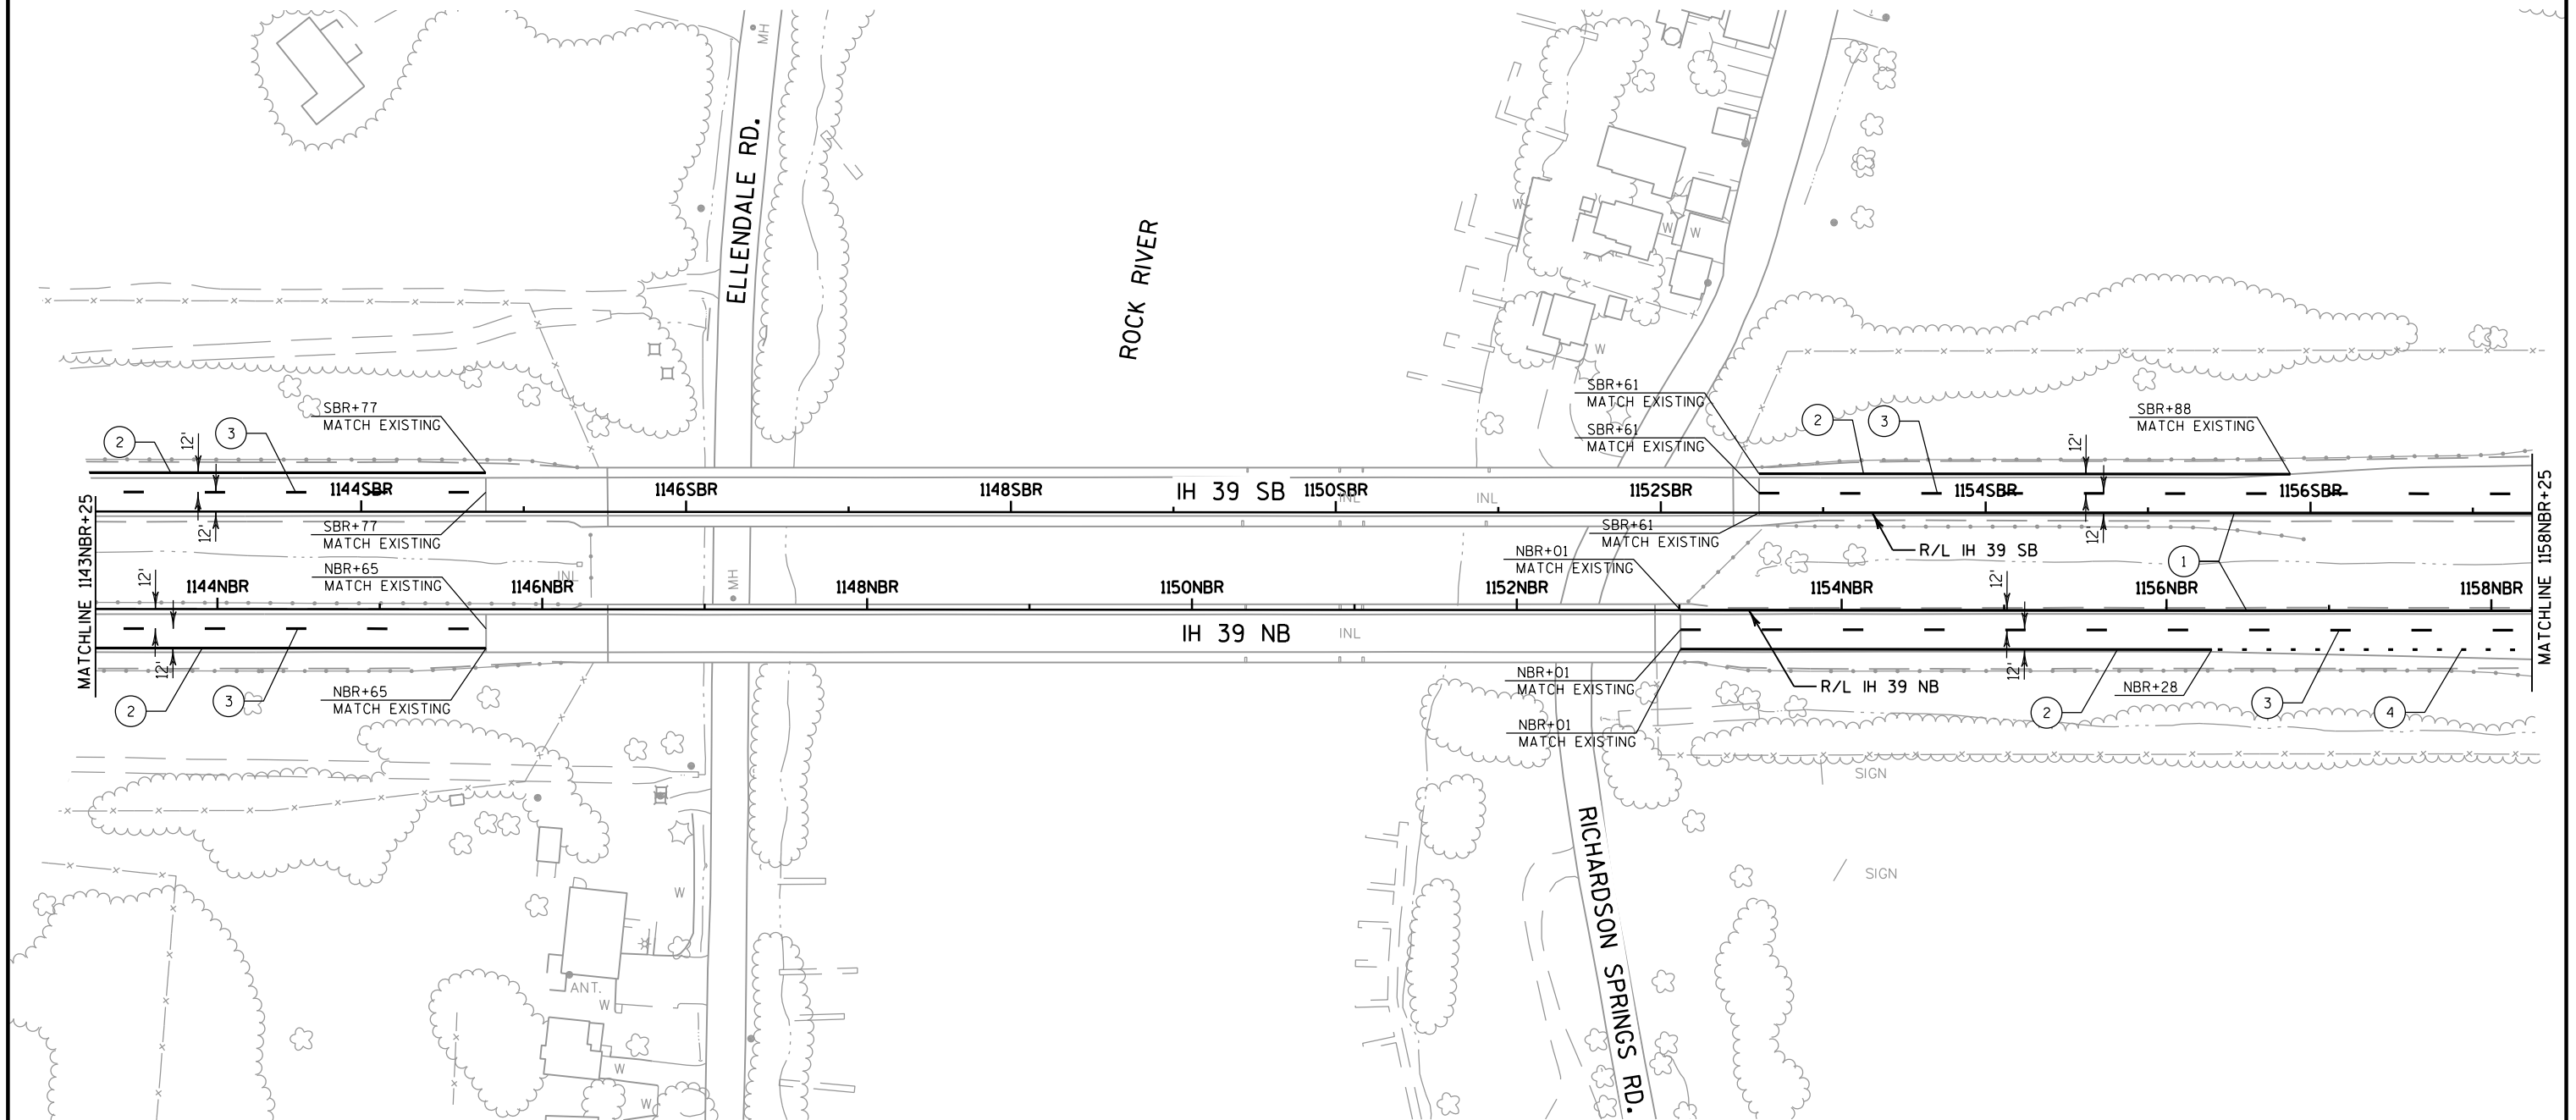 MH
ELLENDALE RD.
ROCK RIVER
W
W
W
W
SBR+61
MATCH EXISTING
SBR+77
MATCH EXISTING
SBR+61
MATCH EXISTING
SBR+88
MATCH EXISTING
2
3
12'
2
3
12'
1144SBR
1146SBR
1148SBR
IH 39 SB
1150SBR
INL
INL
1152SBR
1154SBR
1156SBR
12'
SBR+77
MATCH EXISTING
SBR+61
MATCH EXISTING
12'
R/L IH 39 SB
MATCHLINE 1143NBR+25
MATCHLINE 1158NBR+25
NBR+65
MATCH EXISTING
INL
MH
NBR+01
MATCH EXISTING
1
12'
1144NBR
1146NBR
1148NBR
1150NBR
1152NBR
1154NBR
12'
1156NBR
1158NBR
IH 39 NB
INL
12'
12'
NBR+65
MATCH EXISTING
2
3
NBR+01
MATCH EXISTING
R/L IH 39 NB
NBR+28
2
3
4
NBR+01
MATCH EXISTING
SIGN
SIGN
RICHARDSON SPRINGS RD.
W
ANT.
W
W
W